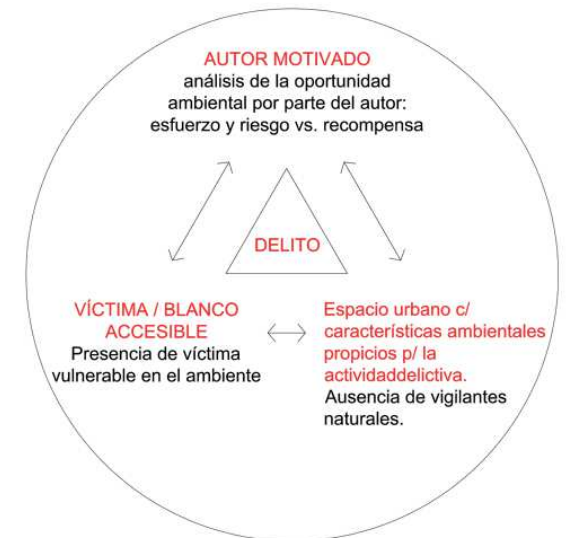 AUTOR MOTIVADO
análisis de la oportunidad
ambiental por parte del autor:
esfuerzo y riesgo vs. recompensa
DELITO
VÍCTIMA / BLANCO
ACCESIBLE
Presencia de víctima
vulnerable en el ambiente
Espacio urbano c/
características ambientales
propicios p/ la
actividaddelictiva.
Ausencia de vigilantes
naturales.